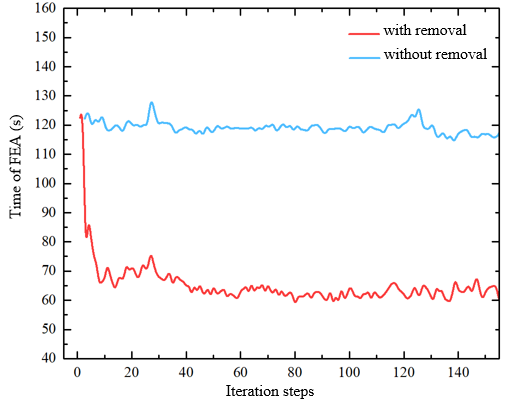 160
150
140
130
120
110
100
90
80
70
60
50
40
Time of FEA (s)
with removal
without removal
0 20 40 60 80 100 120 140
Iteration steps